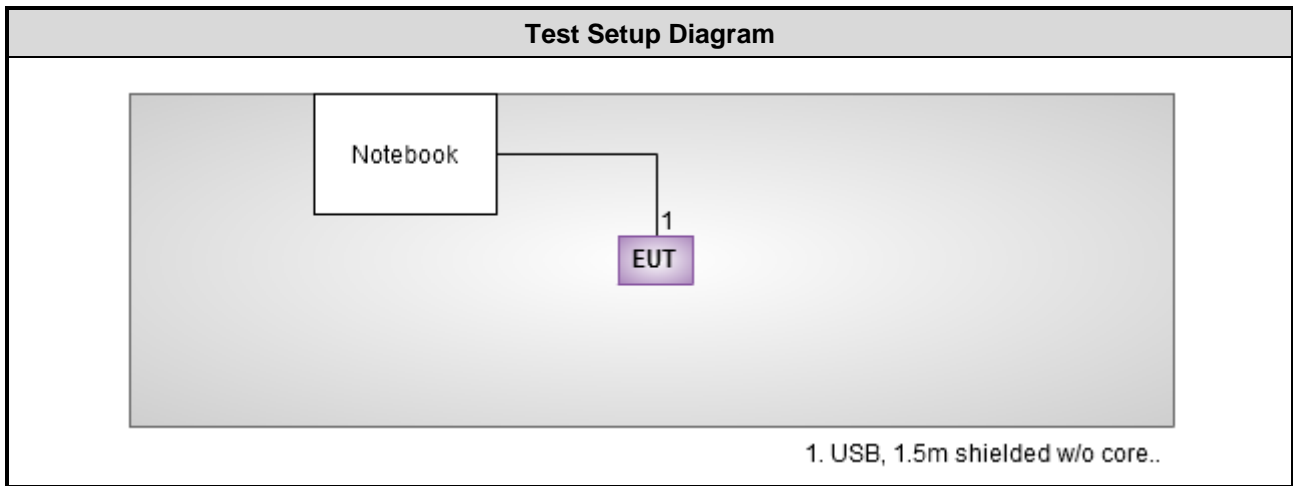 Test Setup Diagram
Notebook
1
EUT
1. USB, 1.5m shielded w/o core..